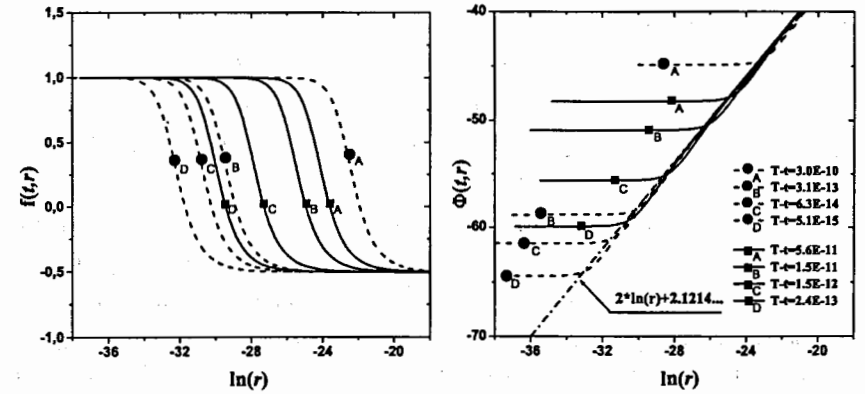 1,5
1,0
0,5
0,0
-0,5
-1,0
f(t,r)
-36 -32 -28 -24 -20
ln(r)
D C B A
D C B A
-40
-50
-60
-70
Φ(t,r)
-36 -32 -28 -24 -20
ln(r)
A
A
B
C
B
D
C
D
2*ln(r)+2.1214...
A T-t=3.0E-10
B T-t=3.1E-13
C T-t=6.3E-14
D T-t=5.1E-15
A T-t=5.6E-11
B T-t=1.5E-11
C T-t=1.5E-12
D T-t=2.4E-13